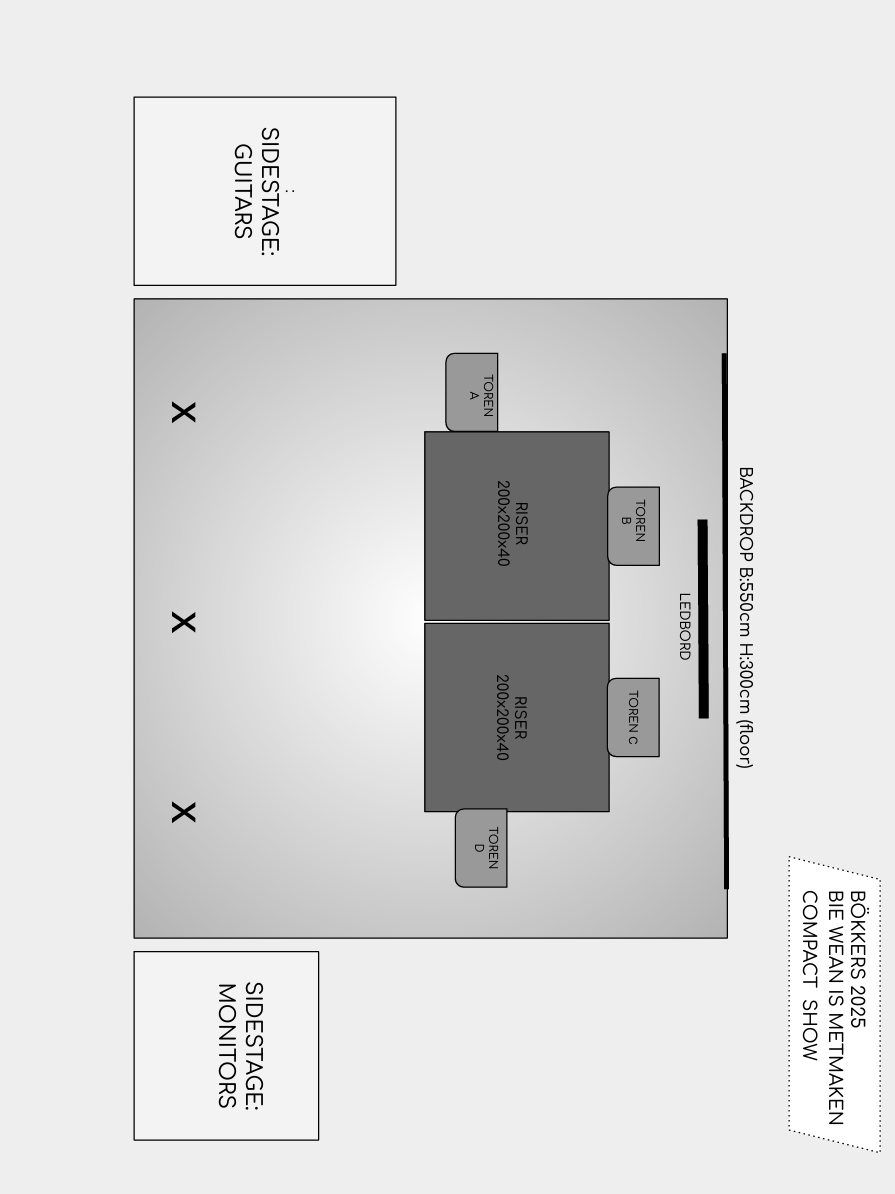 BÖKKERS 2025
BIE WEAN IS METMAKEN
COMPACT SHOW
BACKDROP B:550cm H:300cm (floor)
LEDBORD
TOREN
B
TOREN C
RISER
200x200x40
RISER
200x200x40
TOREN
A
TOREN
D
:
SIDESTAGE:
GUITARS
SIDESTAGE:
MONITORS
X
X
X